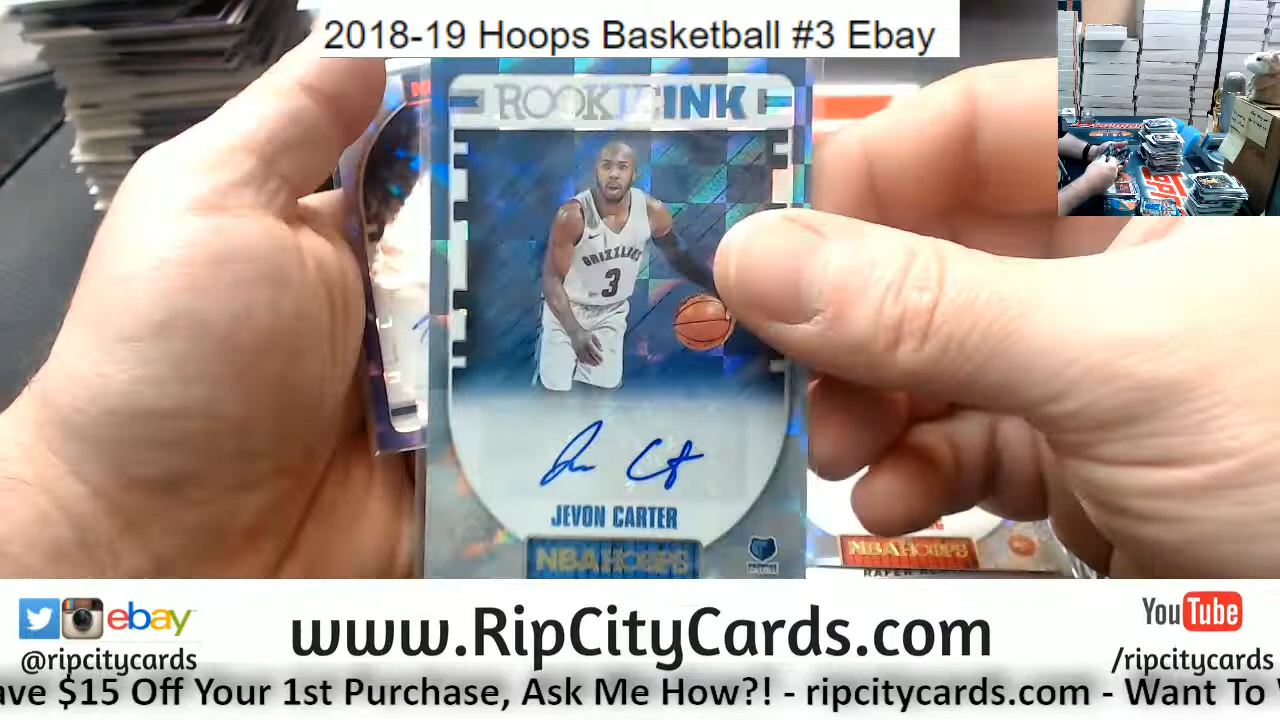 2018-19 Hoops Basketball #3 Ebay
ROOKIE INK
GRIZZLIES
3
JEVON CARTER
NBA HOOPS
NBA HOOPS
ebay
@ripcitycards
www.RipCityCards.com
YouTube
/ripcitycards
ave $15 Off Your 1st Purchase, Ask Me How?! - ripcitycards.com - Want To